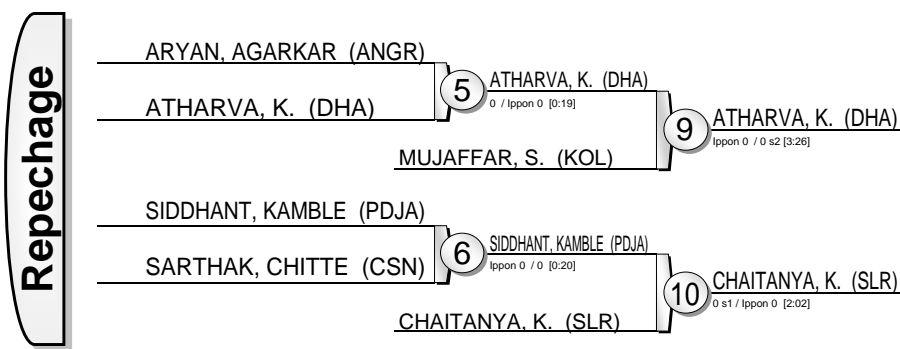 Repechage
ARYAN, AGARKAR (ANGR)
ATHARVA, K. (DHA)
5
ATHARVA, K. (DHA)
0 / Ippon 0 [0:19]
MUJAFFAR, S. (KOL)
9
ATHARVA, K. (DHA)
Ippon 0 / 0 s2 [3:26]
SIDDHANT, KAMBLE (PDJA)
SARTHAK, CHITTE (CSN)
6
SIDDHANT, KAMBLE (PDJA)
Ippon 0 / 0 [0:20]
CHAITANYA, K. (SLR)
10
CHAITANYA, K. (SLR)
0 s1 / Ippon 0 [2:02]